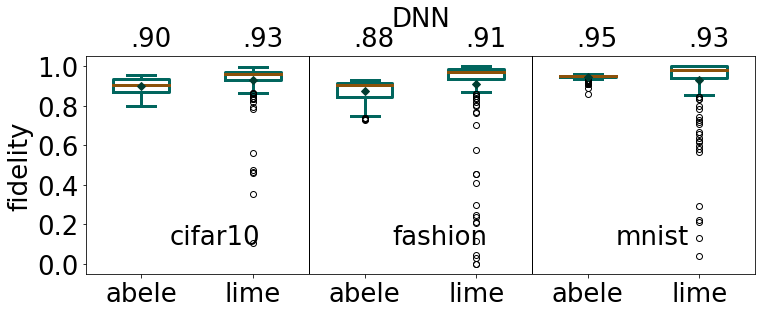 DNN
.90 .93 .88 .91 .95 .93
1.0
0.8
0.6
0.4
0.2
0.0
fidelity
cifar10 fashion mnist
abele lime abele lime abele lime